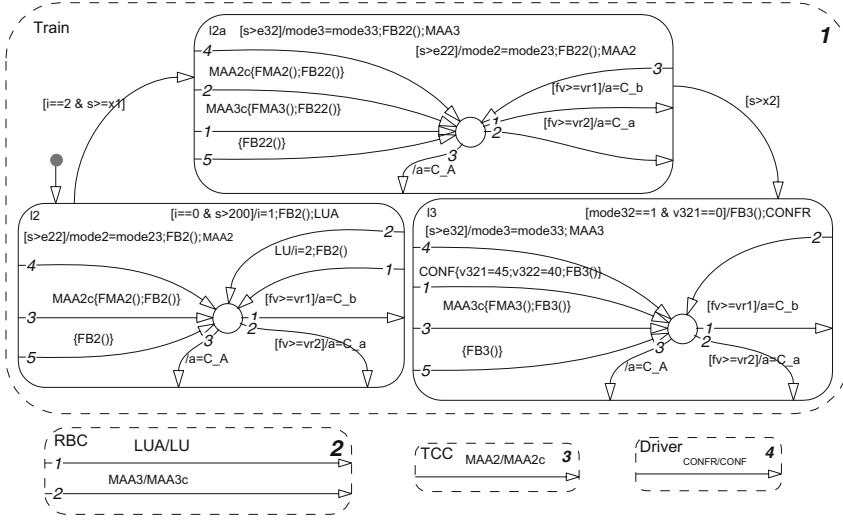 Train
1
l2a [s>e32]/mode3=mode33;FB22();MAA3
4
[s>e22]/mode2=mode23;FB22();MAA2
MAA2c{FMA2();FB22()}
3
2
[fv>=vr1]/a=C_b
[i==2 & s>=x1]
MAA3c{FMA3();FB22()}
[s>x2]
1
1
[fv>=vr2]/a=C_a
2
{FB22()}
5
3
/a=C_A
l2 [i==0 & s>200]/i=1;FB2();LUA
[s>e22]/mode2=mode23;FB2();MAA2
2
LU/i=2;FB2()
4
1
MAA2c{FMA2();FB2()}
[fv>=vr1]/a=C_b
3
1
2
{FB2()}
3
[fv>=vr2]/a=C_a
5
/a=C_A
l3 [mode32==1 & v321==0]/FB3();CONFR
[s>e32]/mode3=mode33;MAA3
2
4
CONF{v321=45;v322=40;FB3()}
1
MAA3c{FMA3();FB3()}
[fv>=vr1]/a=C_b
3
1
2
{FB3()}
3
[fv>=vr2]/a=C_a
5
/a=C_A
RBC LUA/LU 2
1
MAA3/MAA3c
2
TCC MAA2/MAA2c 3
Driver 4
CONFR/CONF